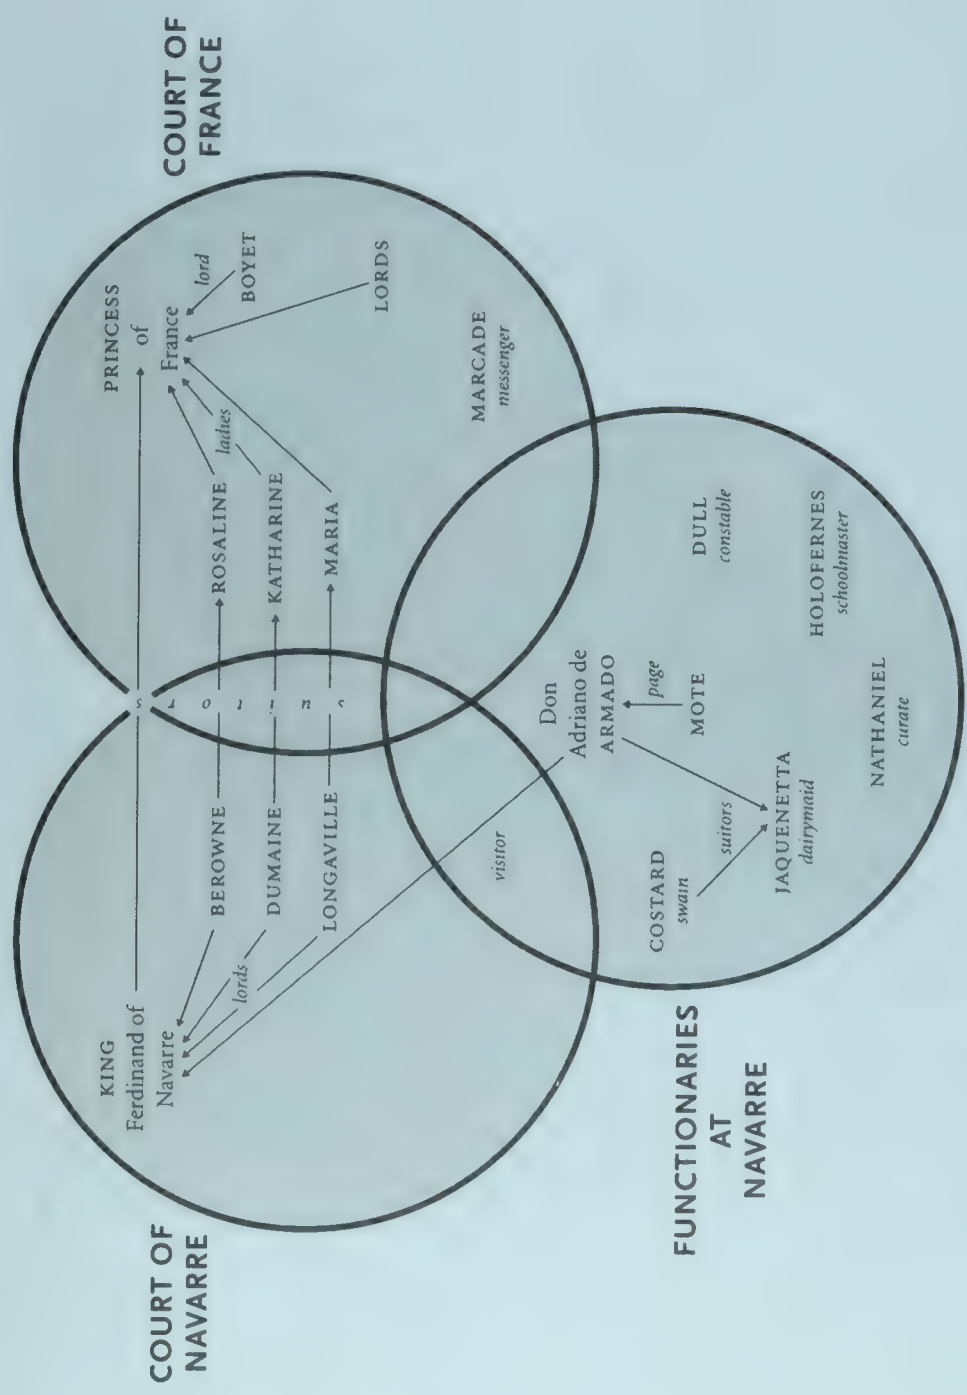 COURT OF
NAVARRE
COURT OF
FRANCE
KING
Ferdinand of
Navarre
PRINCESS
of
France
suitors
lord
BOYET
LORDS
lords
BEROWNE
DUMAINE
LONGAVILLE
ladies
ROSALINE
KATHARINE
MARIA
MARCADE
messenger
visitor
Don
Adriano de
ARMADO
page
MOTE
COSTARD
swain
suitors
JAQUENETTA
dairymaid
DULL
constable
HOLOFERNES
schoolmaster
NATHANIEL
curate
FUNCTIONARIES
AT
NAVARRE